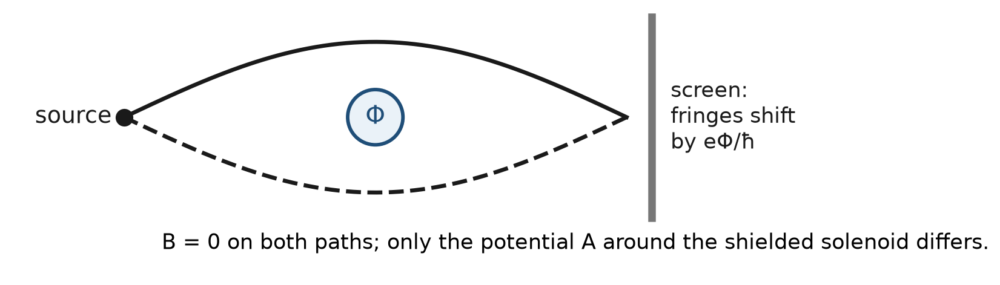 source
Φ
screen:
fringes shift
by eΦ/ħ
B = 0 on both paths; only the potential A around the shielded solenoid differs.